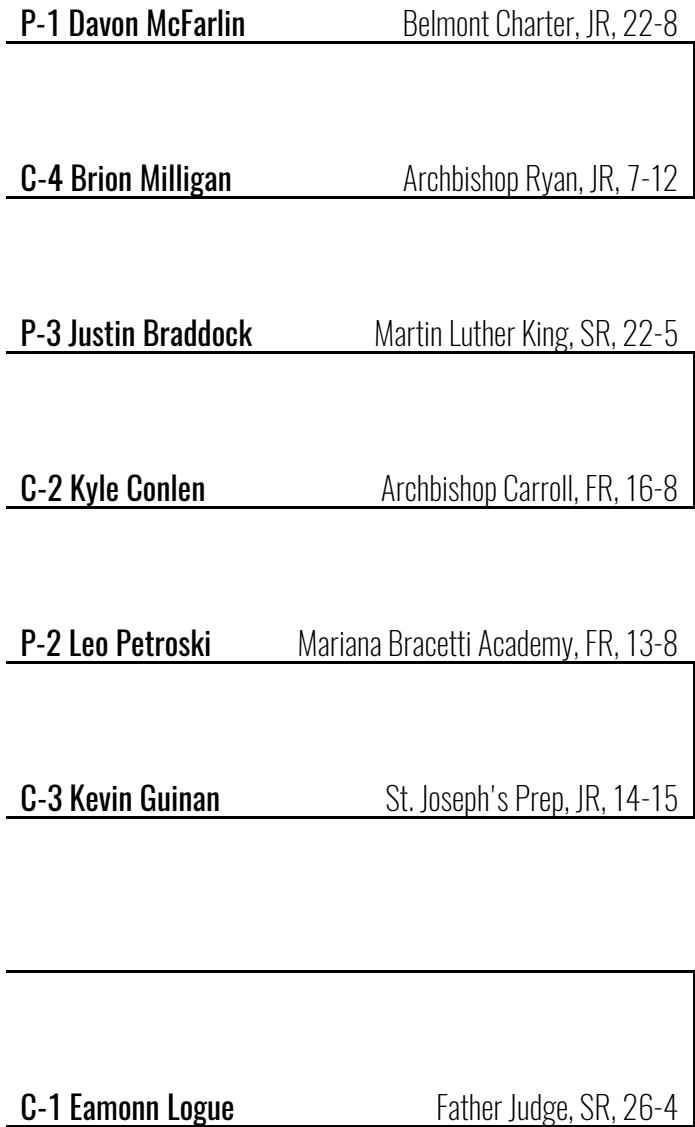 P-1 Davon McFarlin Belmont Charter, JR, 22-8
C-4 Brion Milligan Archbishop Ryan, JR, 7-12
P-3 Justin Braddock Martin Luther King, SR, 22-5
C-2 Kyle Conlen Archbishop Carroll, FR, 16-8
P-2 Leo Petroski Mariana Bracetti Academy, FR, 13-8
C-3 Kevin Guinan St. Joseph's Prep, JR, 14-15
C-1 Eamonn Logue Father Judge, SR, 26-4